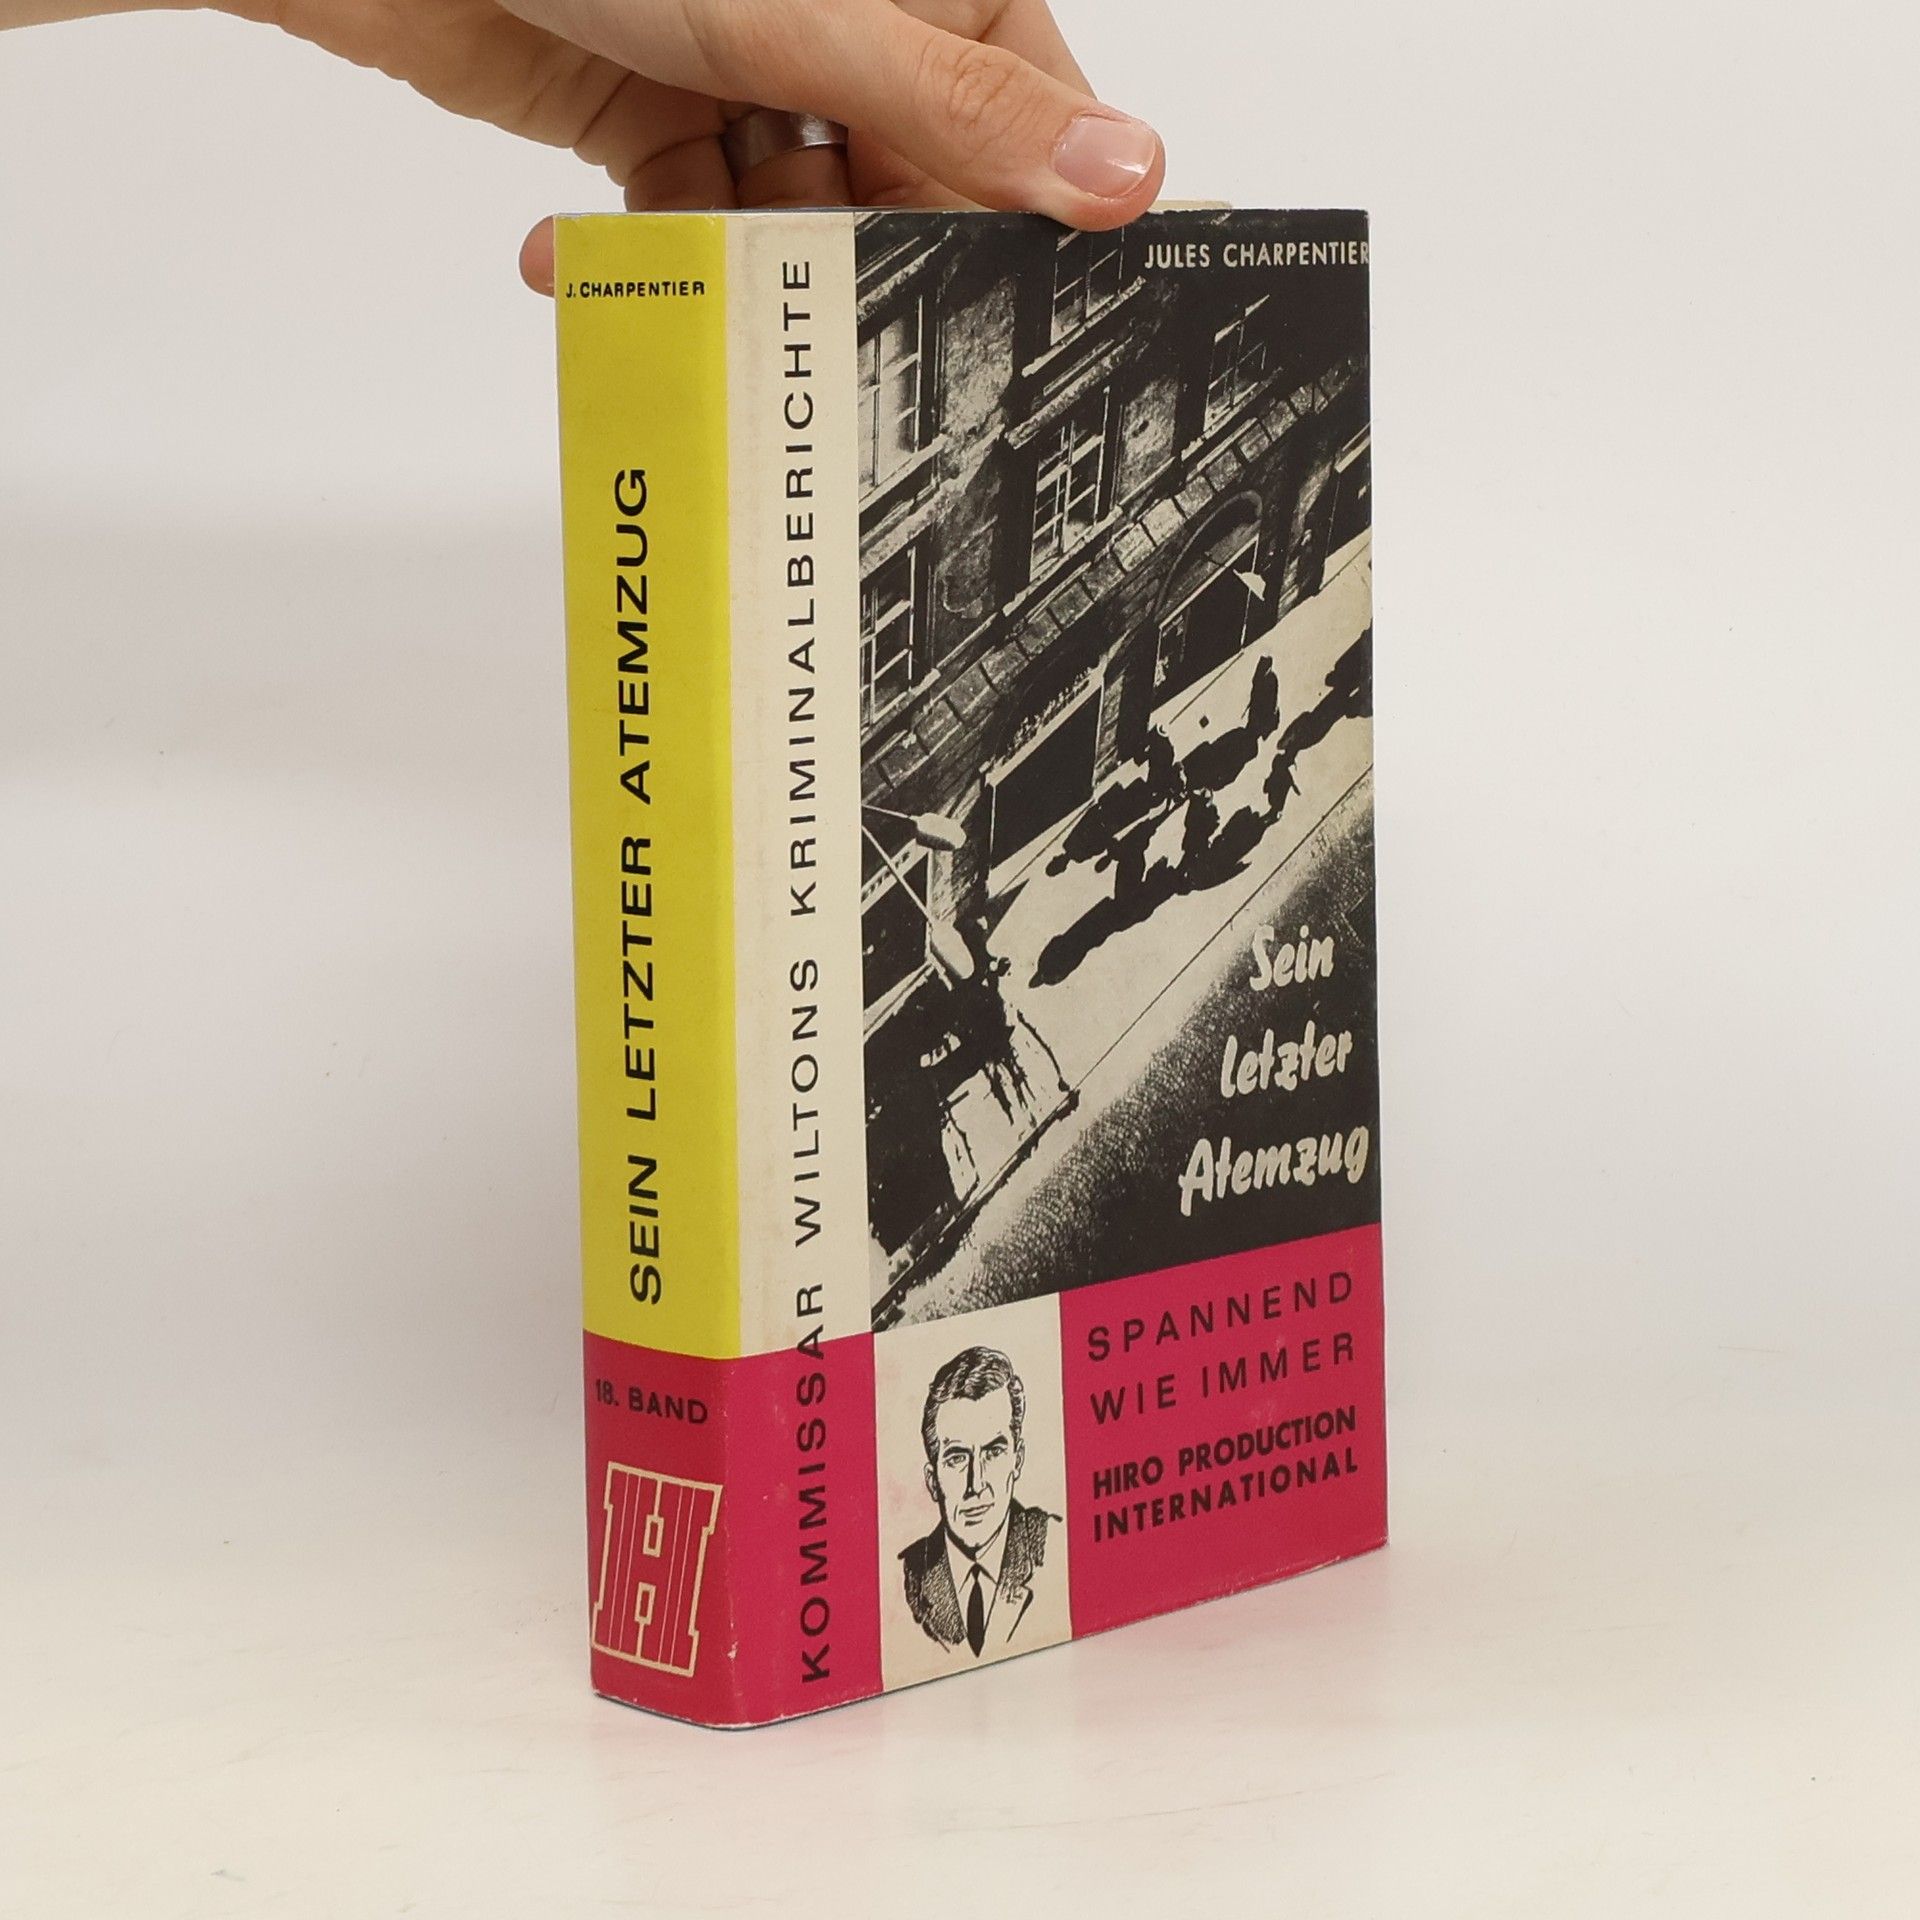 J. CHARPENTIER
SEIN LETZTER ATEMZUG
18. BAND
H
KOMMISSAR WILTONS KRIMINALBERICHTE
JULES CHARPENTIER
Sein
letzter
Atemzug
SPANNEND
WIE IMMER
HIRO PRODUCTION
INTERNATIONAL